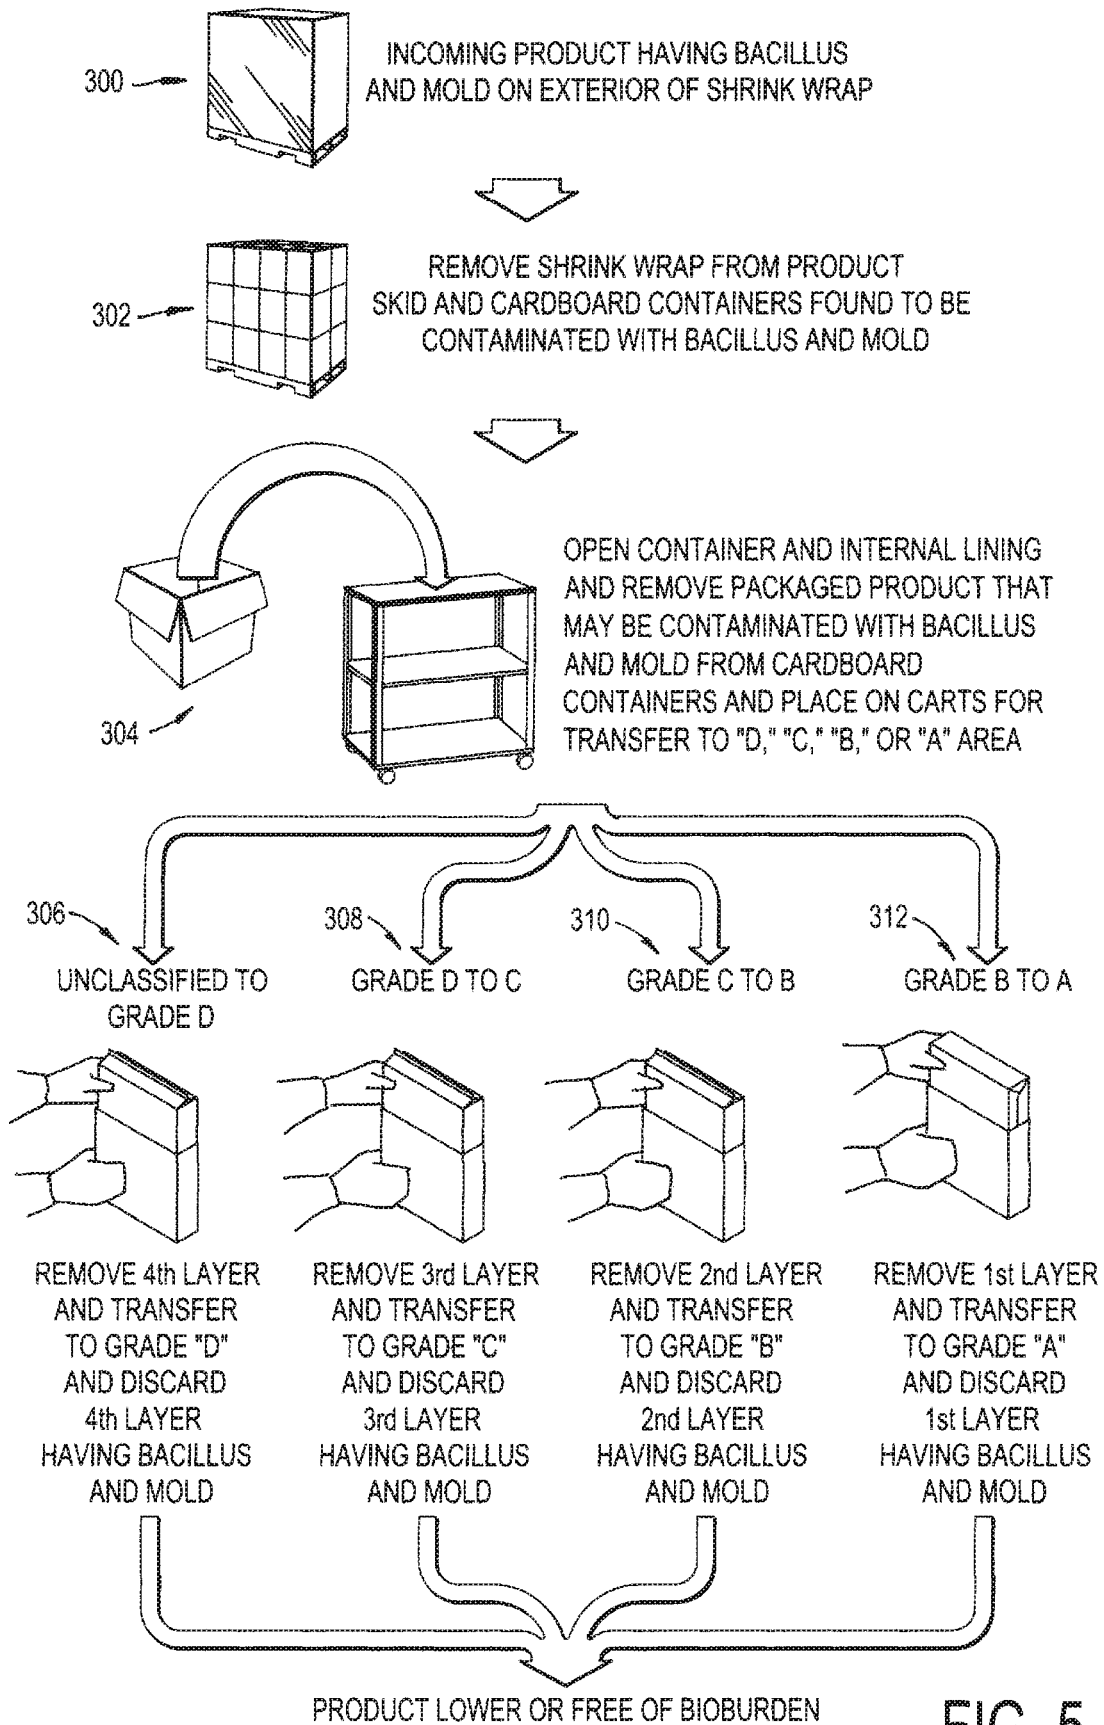 300
INCOMING PRODUCT HAVING BACILLUS
AND MOLD ON EXTERIOR OF SHRINK WRAP
302
REMOVE SHRINK WRAP FROM PRODUCT
SKID AND CARDBOARD CONTAINERS FOUND TO BE
CONTAMINATED WITH BACILLUS AND MOLD
304
OPEN CONTAINER AND INTERNAL LINING
AND REMOVE PACKAGED PRODUCT THAT
MAY BE CONTAMINATED WITH BACILLUS
AND MOLD FROM CARDBOARD
CONTAINERS AND PLACE ON CARTS FOR
TRANSFER TO "D," "C," "B," OR "A" AREA
306
UNCLASSIFIED TO
GRADE D
REMOVE 4th LAYER
AND TRANSFER
TO GRADE "D"
AND DISCARD
4th LAYER
HAVING BACILLUS
AND MOLD
308
GRADE D TO C
REMOVE 3rd LAYER
AND TRANSFER
TO GRADE "C"
AND DISCARD
3rd LAYER
HAVING BACILLUS
AND MOLD
310
GRADE C TO B
REMOVE 2nd LAYER
AND TRANSFER
TO GRADE "B"
AND DISCARD
2nd LAYER
HAVING BACILLUS
AND MOLD
312
GRADE B TO A
REMOVE 1st LAYER
AND TRANSFER
TO GRADE "A"
AND DISCARD
1st LAYER
HAVING BACILLUS
AND MOLD
PRODUCT LOWER OR FREE OF BIOBURDEN
FIG. 5